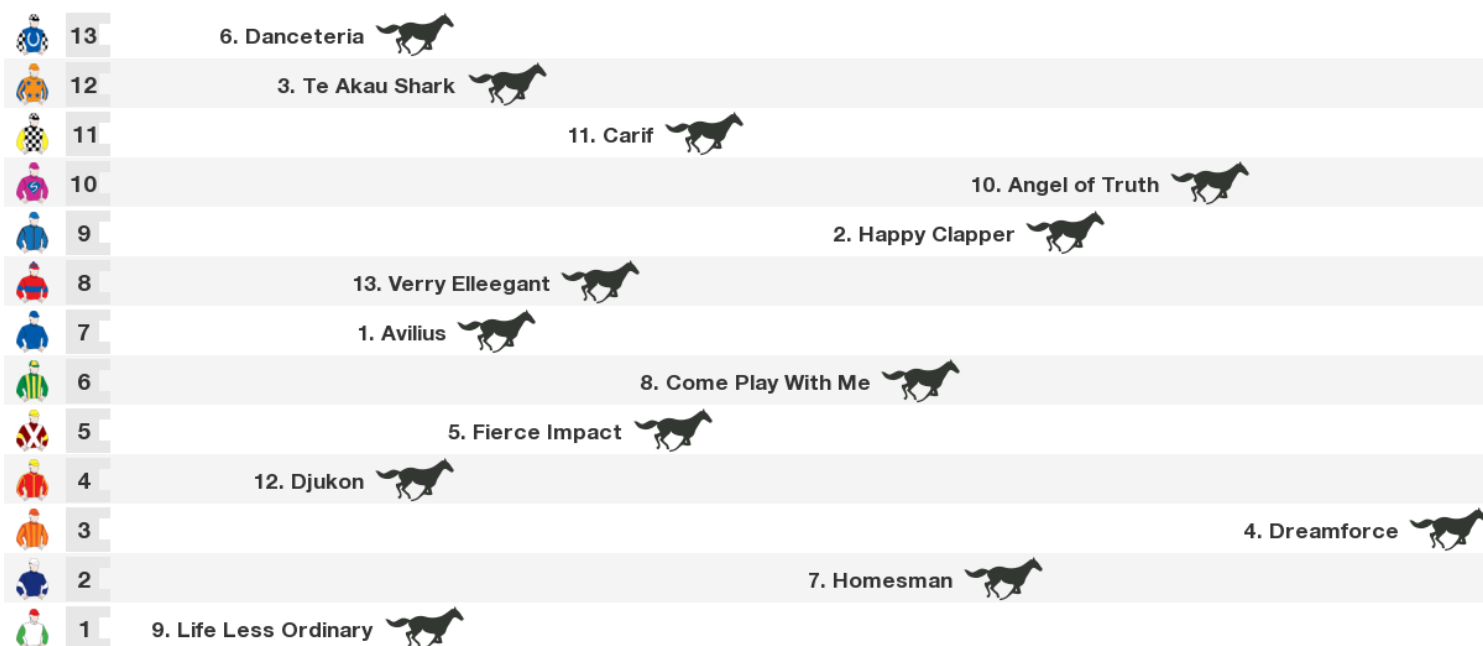 13 6. Danceteria
12 3. Te Akau Shark
11 11. Carif
10 10. Angel of Truth
9 2. Happy Clapper
8 13. Verry Elleegant
7 1. Avilius
6 8. Come Play With Me
5 5. Fierce Impact
4 12. Djukon
3 4. Dreamforce
2 7. Homesman
1 9. Life Less Ordinary